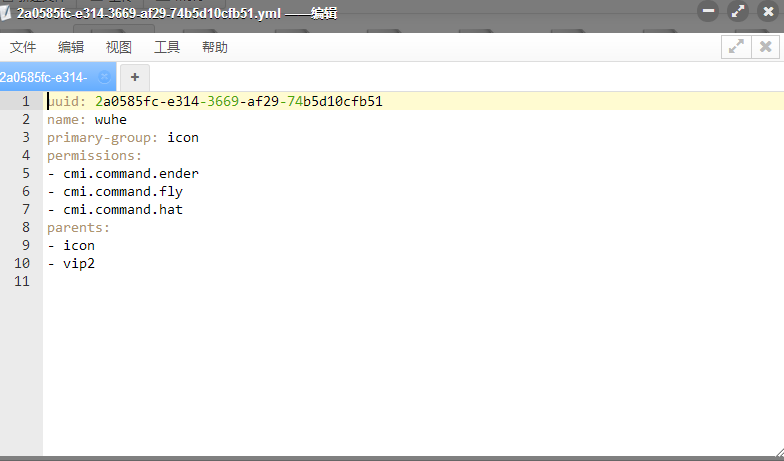 2a0585fc-e314-3669-af29-74b5d10cfb51.yml ——编辑
文件 编辑 视图 工具 帮助
2a0585fc-e314- +
1 uuid: 2a0585fc-e314-3669-af29-74b5d10cfb51
2 name: wuhe
3 primary-group: icon
4 permissions:
5 - cmi.command.ender
6 - cmi.command.fly
7 - cmi.command.hat
8 parents:
9 - icon
10 - vip2
11